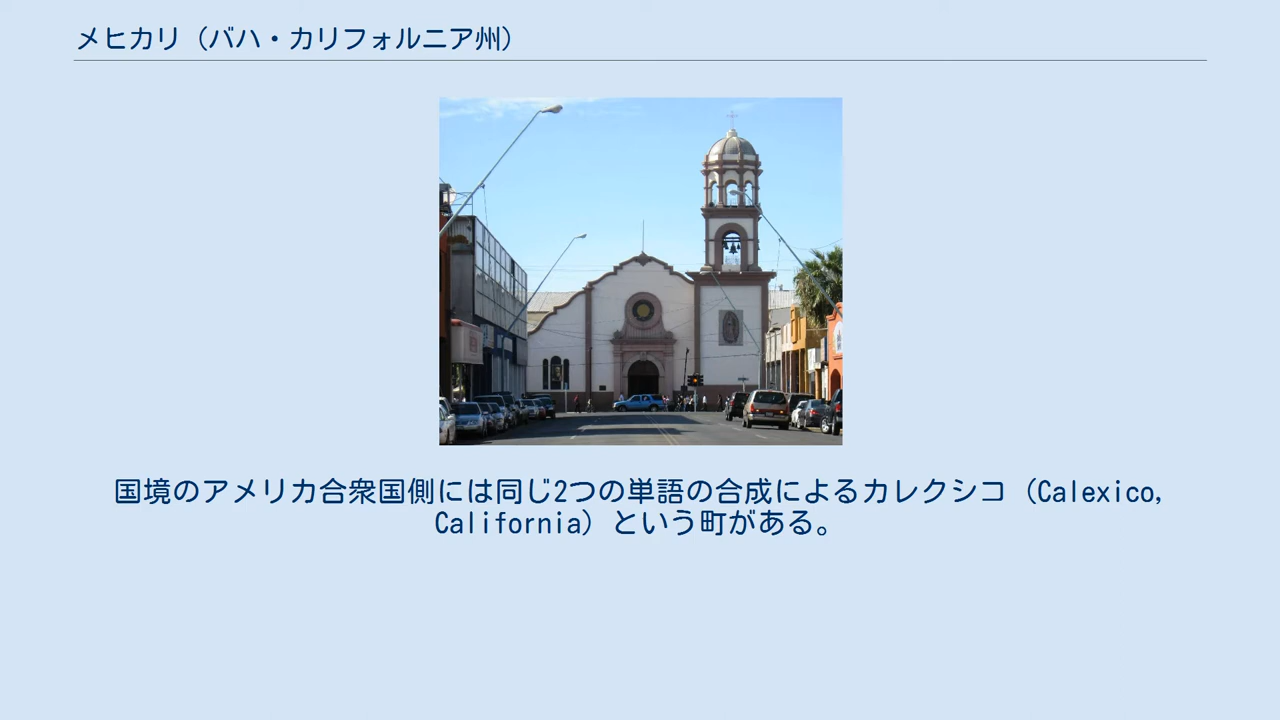 メヒカリ（バハ・カリフォルニア州）
国境のアメリカ合衆国側には同じ2つの単語の合成によるカレクシコ（Calexico,
California）という町がある。